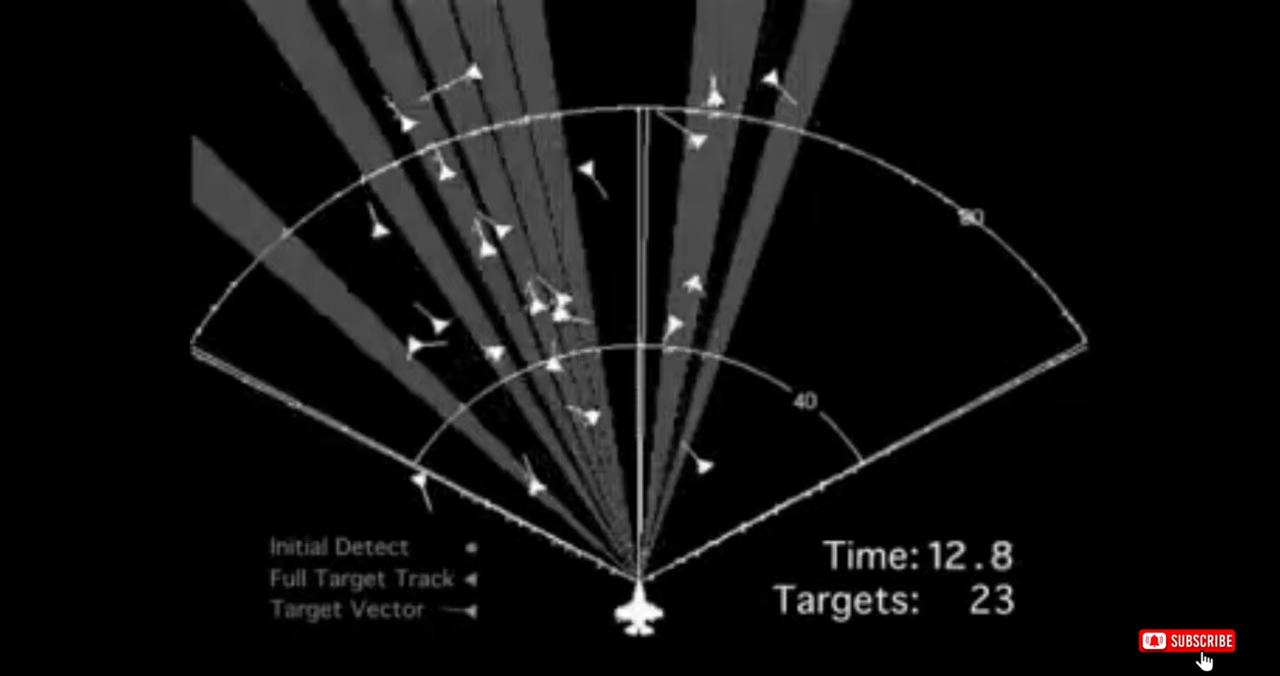 80
40
Initial Detect
Full Target Track
Target Vector
Time: 12.8
Targets: 23
SUBSCRIBE